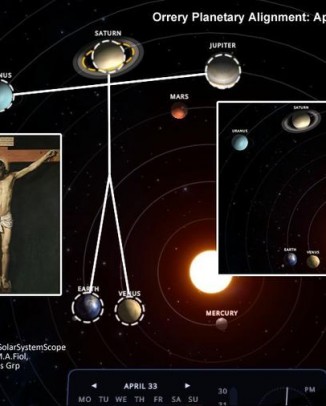 Orrery Planetary Alignment: Ap
SATURN
JUPITER
NUS
MARS
SATURN
URANUS
EARTH
VENUS
EARTH
VENUS
MERCURY
SolarSystemScope
M.A.Fiol,
s Grp
◄ APRIL 33 ►
MO TU WE TH FR SA SU
30
31
PM